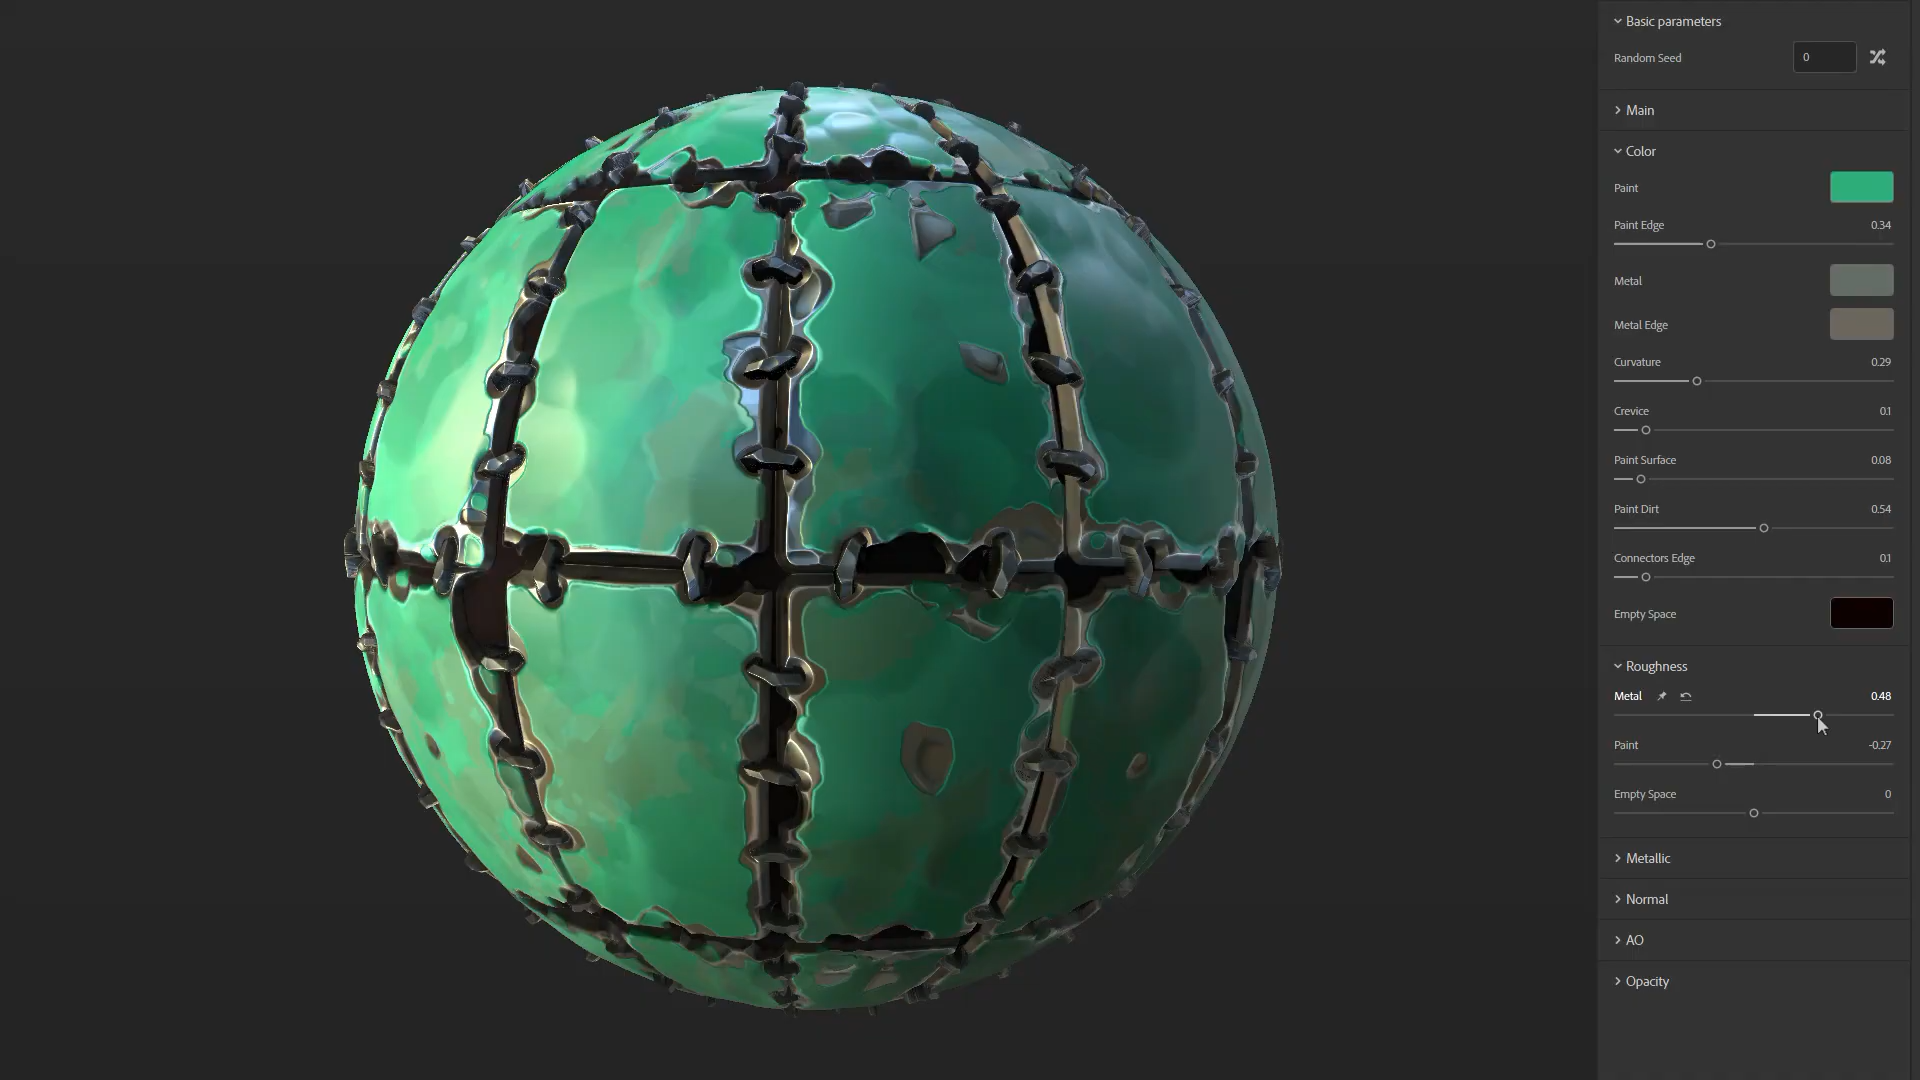 Basic parameters
Random Seed 0
Main
Color
Paint
Paint Edge 0.34
Metal
Metal Edge
Curvature 0.29
Crevice 0.1
Paint Surface 0.08
Paint Dirt 0.54
Connectors Edge 0.1
Empty Space
Roughness
Metal 0.48
Paint -0.27
Empty Space 0
Metallic
Normal
AO
Opacity